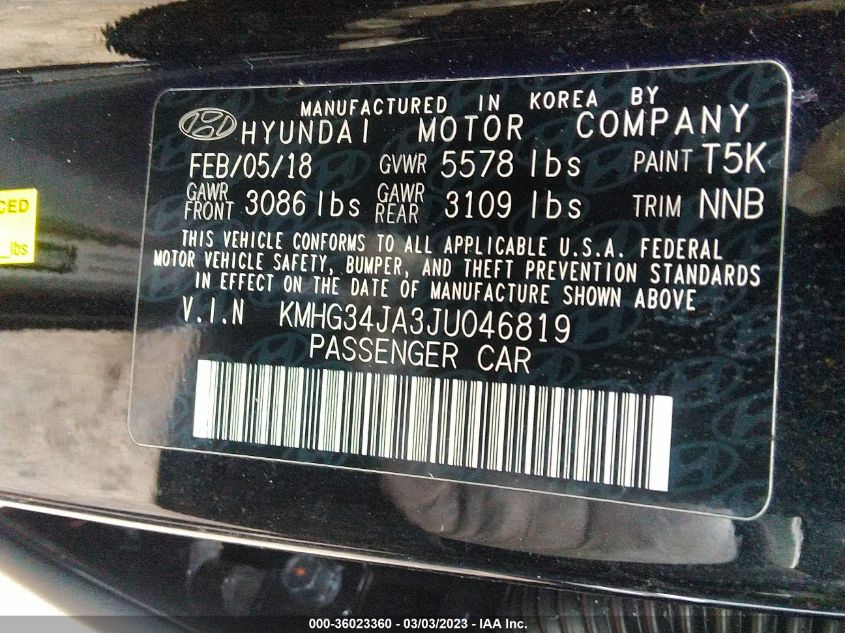 MANUFACTURED IN KOREA BY
HYUNDAI MOTOR COMPANY
FEB/05/18 GVWR 5578 lbs PAINT T5K
GAWR FRONT 3086 lbs GAWR REAR 3109 lbs TRIM NNB
THIS VEHICLE CONFORMS TO ALL APPLICABLE U.S.A. FEDERAL
MOTOR VEHICLE SAFETY, BUMPER, AND THEFT PREVENTION STANDARDS
IN EFFECT ON THE DATE OF MANUFACTURE SHOWN ABOVE
V.I.N KMHG34JA3JU046819
PASSENGER CAR
lbs
000-36023360 - 03/03/2023 - IAA Inc.